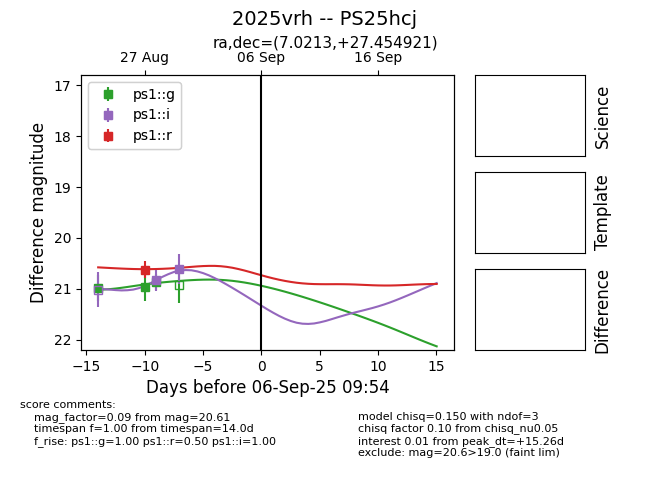 2025vrh -- PS25hcj
ra,dec=(7.0213,+27.454921)
27 Aug 06 Sep 16 Sep
ps1::g
ps1::i
ps1::r
17
18
19
20
21
22
Difference magnitude
−15 −10 −5 0 5 10 15
Days before 06-Sep-25 09:54
Science
Template
Difference
score comments:
mag_factor=0.09 from mag=20.61
timespan f=1.00 from timespan=14.0d
f_rise: ps1::g=1.00 ps1::r=0.50 ps1::i=1.00
model chisq=0.150 with ndof=3
chisq factor 0.10 from chisq_nu0.05
interest 0.01 from peak_dt=+15.26d
exclude: mag=20.6>19.0 (faint lim)